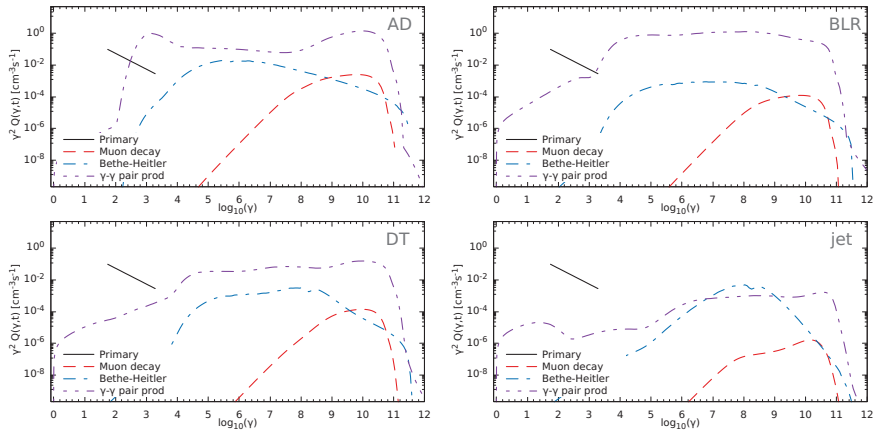 AD
γ² Q(γ,t) [cm⁻³s⁻¹]
10⁰
10⁻²
10⁻⁴
10⁻⁶
10⁻⁸
Primary
Muon decay
Bethe-Heitler
γ-γ pair prod
0 1 2 3 4 5 6 7 8 9 10 11 12
log₁₀(γ)
BLR
γ² Q(γ,t) [cm⁻³s⁻¹]
10⁰
10⁻²
10⁻⁴
10⁻⁶
10⁻⁸
Primary
Muon decay
Bethe-Heitler
γ-γ pair prod
0 1 2 3 4 5 6 7 8 9 10 11 12
log₁₀(γ)
DT
γ² Q(γ,t) [cm⁻³s⁻¹]
10⁰
10⁻²
10⁻⁴
10⁻⁶
10⁻⁸
Primary
Muon decay
Bethe-Heitler
γ-γ pair prod
0 1 2 3 4 5 6 7 8 9 10 11 12
log₁₀(γ)
jet
γ² Q(γ,t) [cm⁻³s⁻¹]
10⁰
10⁻²
10⁻⁴
10⁻⁶
10⁻⁸
Primary
Muon decay
Bethe-Heitler
γ-γ pair prod
0 1 2 3 4 5 6 7 8 9 10 11 12
log₁₀(γ)